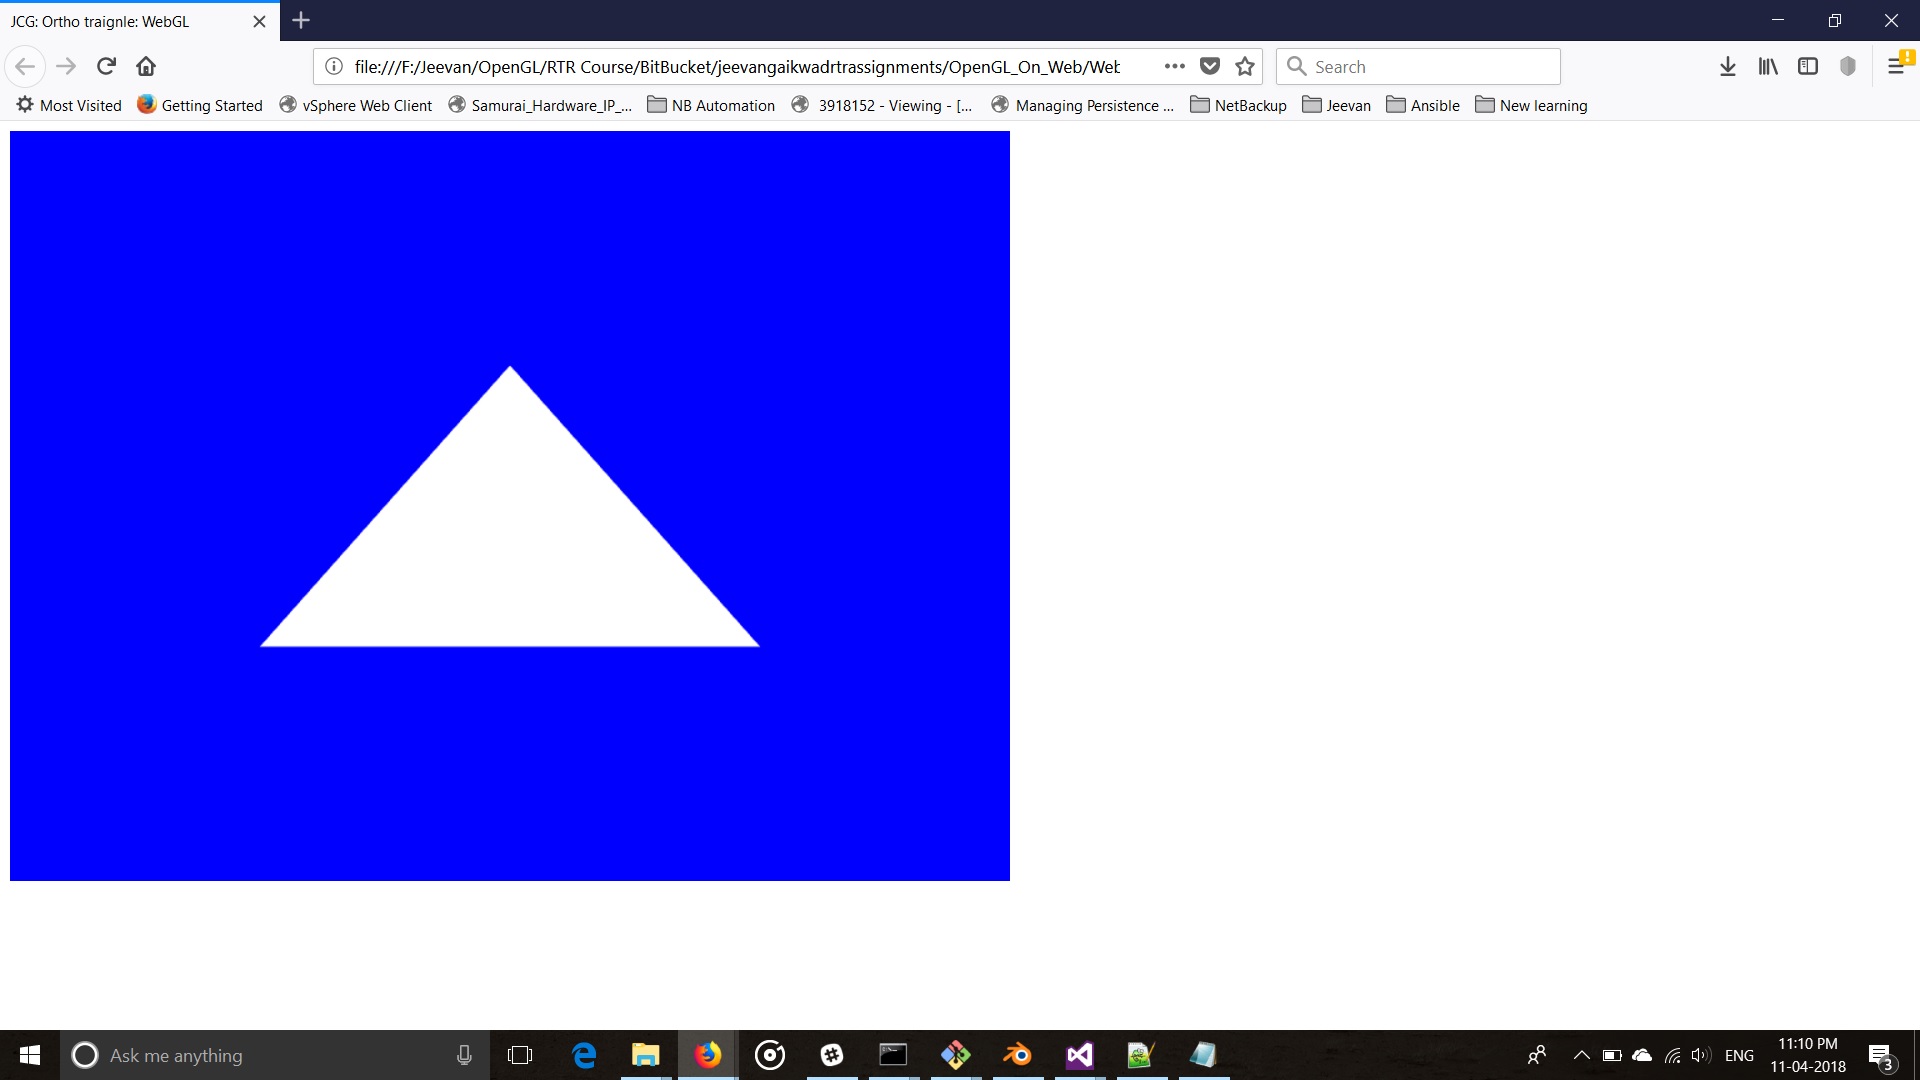 JCG: Ortho traignle: WebGL
file:///F:/Jeevan/OpenGL/RTR Course/BitBucket/jeevangaikwadrtrassignments/OpenGL_On_Web/Web
Search
Most Visited Getting Started vSphere Web Client Samurai_Hardware_IP_... NB Automation 3918152 - Viewing - [... Managing Persistence ... NetBackup Jeevan Ansible New learning
Ask me anything
ENG
11:10 PM
11-04-2018
3